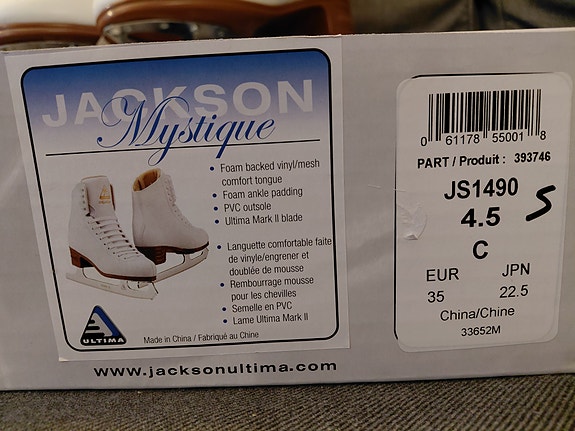 JACKSON
Mystique
• Foam backed vinyl/mesh
comfort tongue
• Foam ankle padding
• PVC outsole
• Ultima Mark II blade
• Languette comfortable faite
de vinyle/engrener et
doublée de mousse
• Rembourrage mousse
pour les chevilles
• Semelle en PVC
• Lame Ultima Mark II
ULTIMA
Made in China / Fabriqué au Chine
www.jacksonultima.com
0 61178 55001 8
PART / Produit : 393746
JS1490
4.5 S
C
EUR JPN
35 22.5
China/Chine
33652M